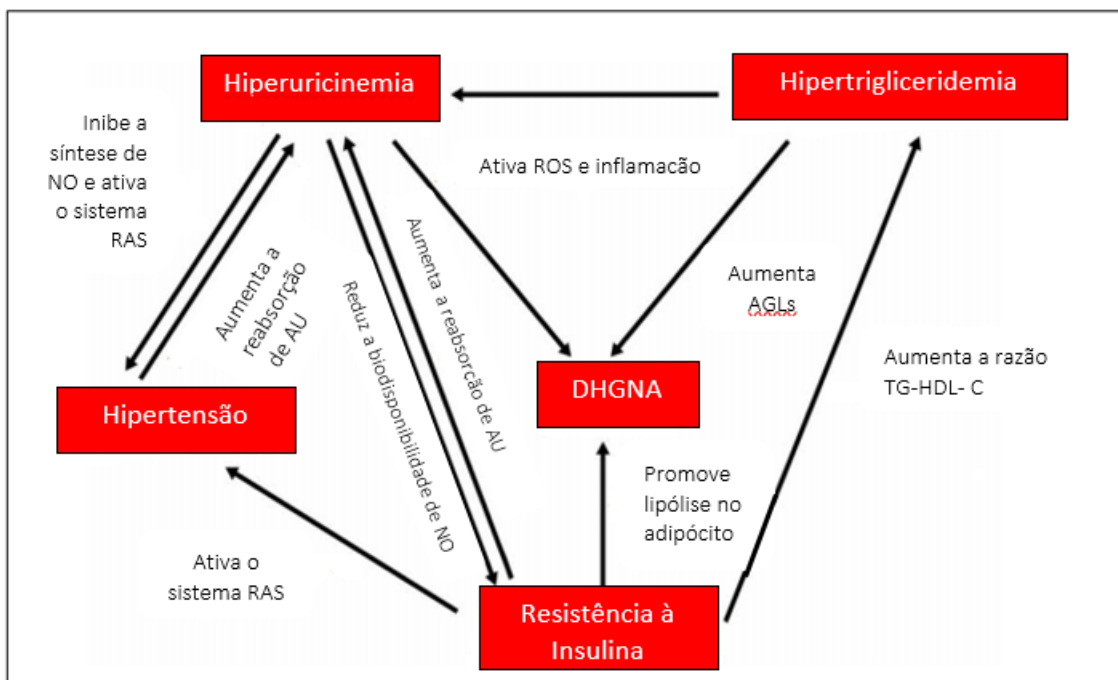 Hiperuricinemia
Hipertrigliceridemia
Inibe a
síntese de
NO e ativa
o sistema
RAS
Ativa ROS e inflamacão
Aumenta a
reabsorção
de AU
Reduz a biodisponibilidade de NO
Aumenta a reabsorção de AU
Aumenta
AGLs
Aumenta a razão
TG-HDL- C
DHGNA
Hipertensão
Promove
lipólise no
adipócito
Ativa o
sistema RAS
Resistência à
Insulina